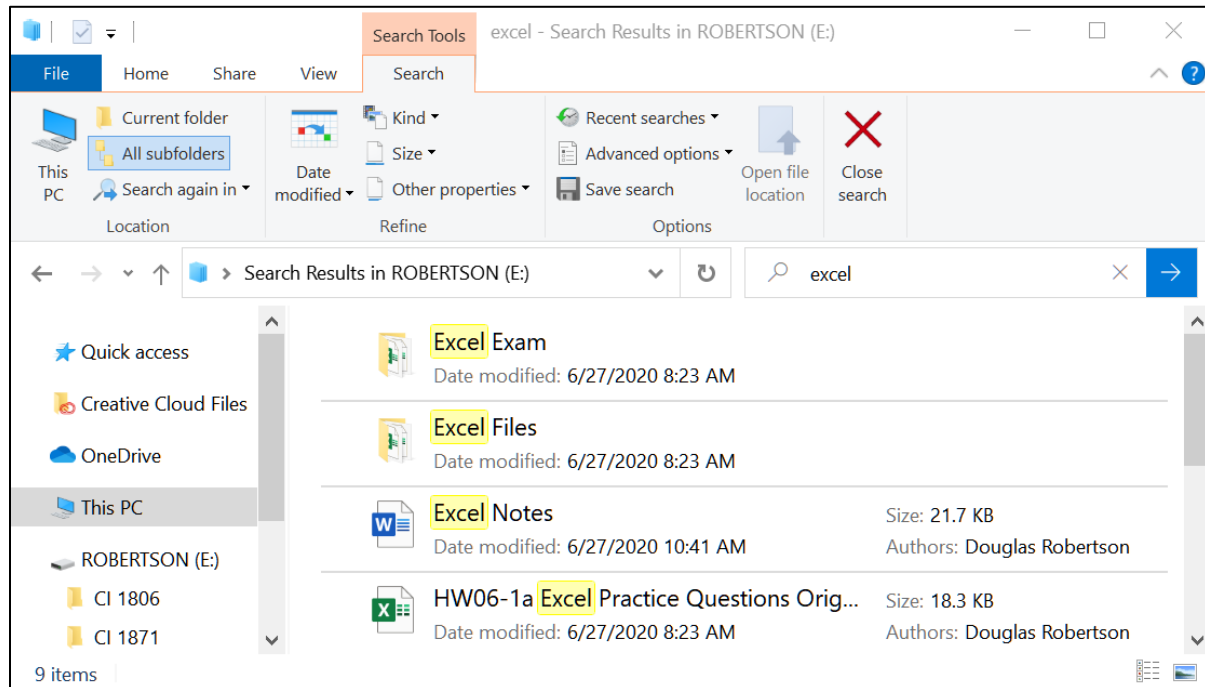 Search Tools excel - Search Results in ROBERTSON (E:)
File Home Share View Search
Current folder Kind Recent searches
All subfolders Size Advanced options
This PC Search again in Date modified Other properties Save search Open file location Close search
Location Refine Options
Search Results in ROBERTSON (E:) excel
Quick access
Creative Cloud Files
OneDrive
This PC
ROBERTSON (E:)
CI 1806
CI 1871
Excel Exam
Date modified: 6/27/2020 8:23 AM
Excel Files
Date modified: 6/27/2020 8:23 AM
Excel Notes Size: 21.7 KB
Date modified: 6/27/2020 10:41 AM Authors: Douglas Robertson
HW06-1a Excel Practice Questions Orig... Size: 18.3 KB
Date modified: 6/27/2020 8:23 AM Authors: Douglas Robertson
9 items